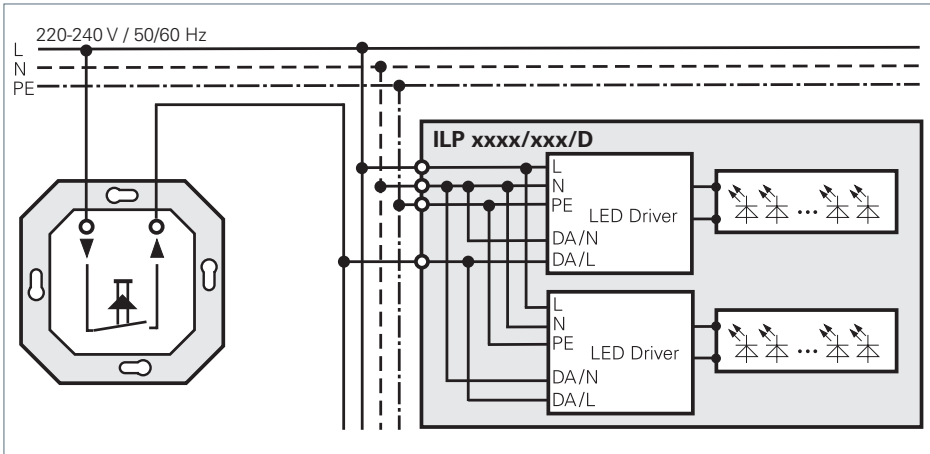 220-240 V / 50/60 Hz
L
N
PE
ILP xxxx/xxx/D
L
N
PE
LED Driver
DA/N
DA/L
L
N
PE
LED Driver
DA/N
DA/L